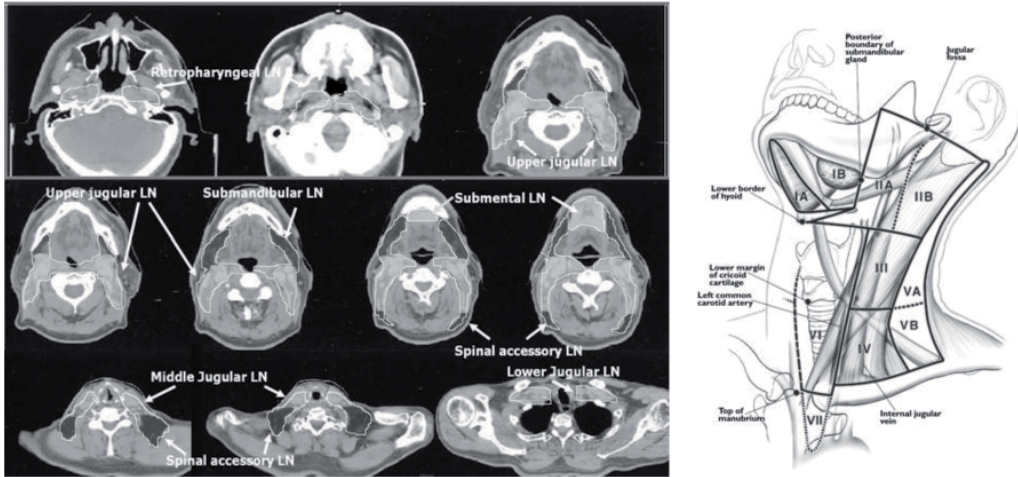 Retropharyngeal LN
Upper jugular LN
Upper jugular LN
Submandibular LN
Submental LN
Spinal accessory LN
Middle Jugular LN
Lower Jugular LN
Spinal accessory LN
Posterior
boundary of
submandibular
gland
Jugular
fossa
IB
IA
IIA
IIB
Lower border
of hyoid
III
Lower margin
of cricoid
cartilage
VA
Left common
carotid artery
VB
VI
IV
Top of
manubrium
Internal jugular
vein
VII